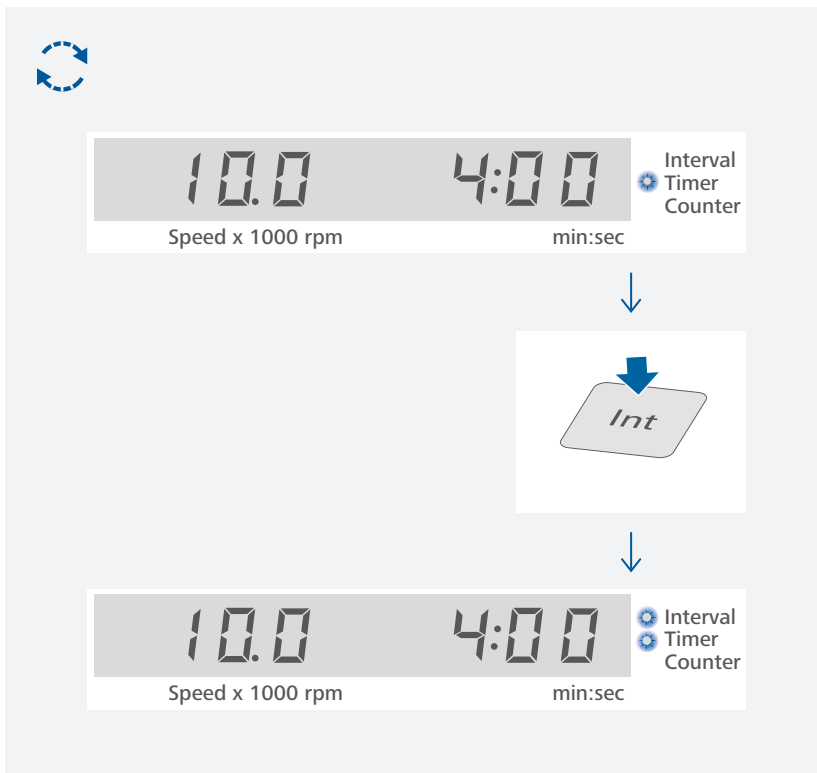 10.0 4:00
Interval
Timer
Counter
Speed x 1000 rpm min:sec
Int
10.0 4:00
Interval
Timer
Counter
Speed x 1000 rpm min:sec